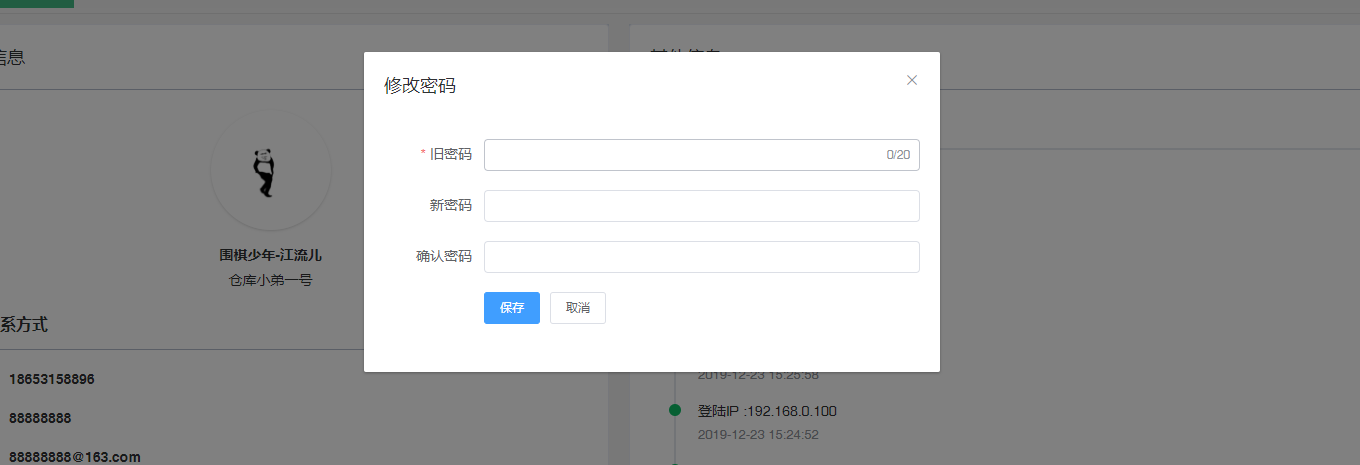 信息
修改密码
* 旧密码
0/20
新密码
确认密码
保存 取消
围棋少年-江流儿
仓库小弟一号
系方式
18653158896
88888888
88888888@163.com
2019-12-23 15:25:58
登陆IP :192.168.0.100
2019-12-23 15:24:52